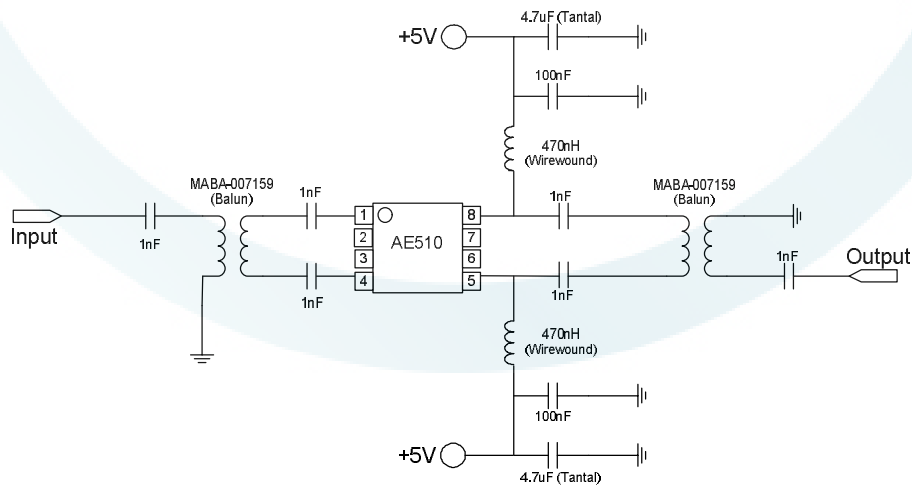 4.7uF (Tantal)
+5V
100nF
470nH
(Wirewound)
MABA-007159
(Balun)
1nF
1nF
MABA-007159
(Balun)
Input
1nF
1
2
3
4
AE510
8
7
6
5
1nF
1nF
1nF
Output
470nH
(Wirewound)
100nF
+5V
4.7uF (Tantal)